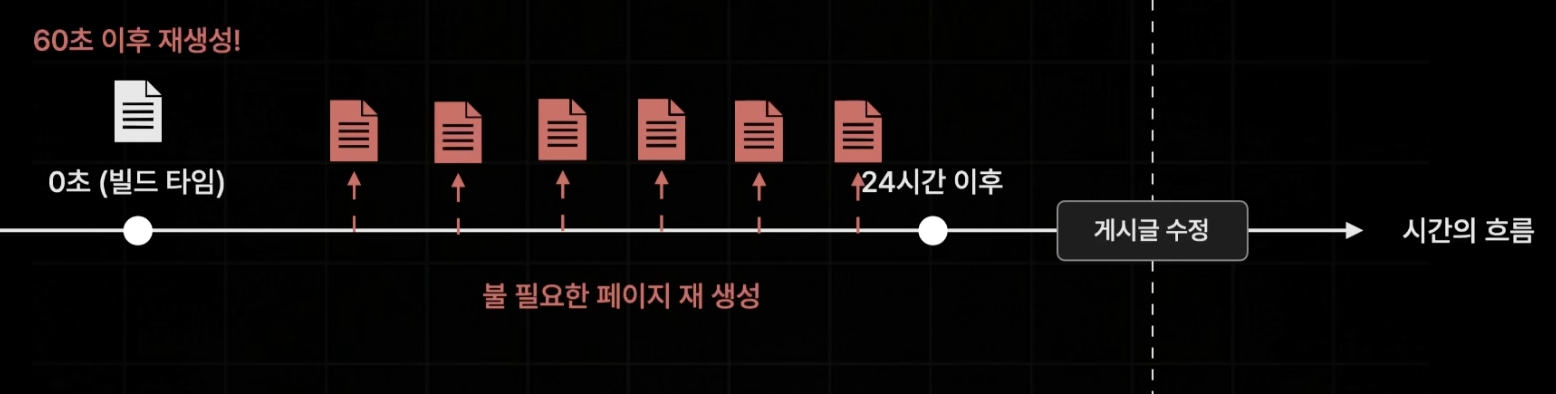 60초 이후 재생성!
0초 (빌드 타임)
24시간 이후
게시글 수정
시간의 흐름
불 필요한 페이지 재 생성